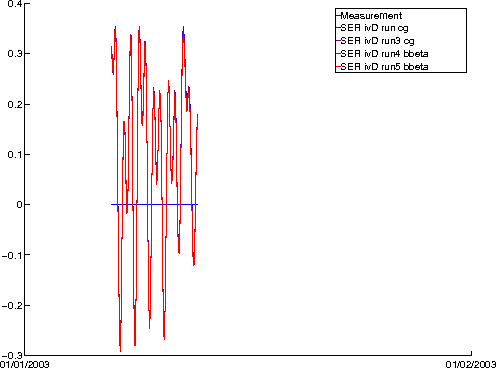 0.4
Measurement
SER ivD run cg
SER ivD run3 cg
SER ivD run4 bbeta
SER ivD run5 bbeta
0.3
0.2
0.1
0
-0.1
-0.2
-0.3
01/01/2003 01/02/2003